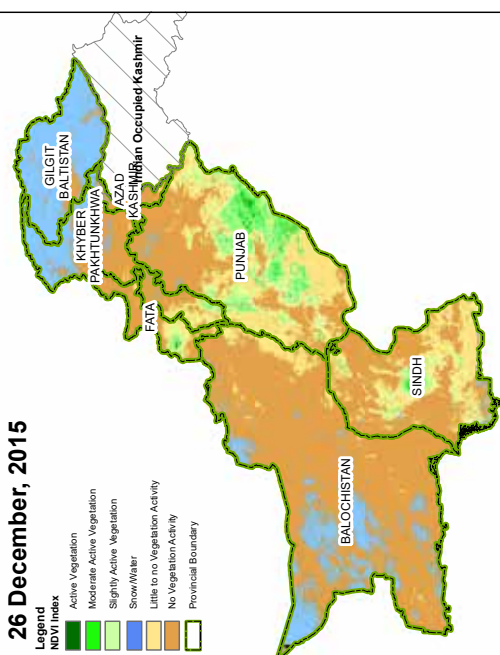 26 December, 2015
Legend
NDVI Index
Active Vegetation
Moderate Active Vegetation
Slightly Active Vegetation
Snow/Water
Little to no Vegetation Activity
No Vegetation Activity
Provincial Boundary
GILGIT
BALTISTAN
KHYBER
PAKHTUNKHWA
AZAD
KASHMIR
Indian Occupied Kashmir
FATA
PUNJAB
SINDH
BALOCHISTAN